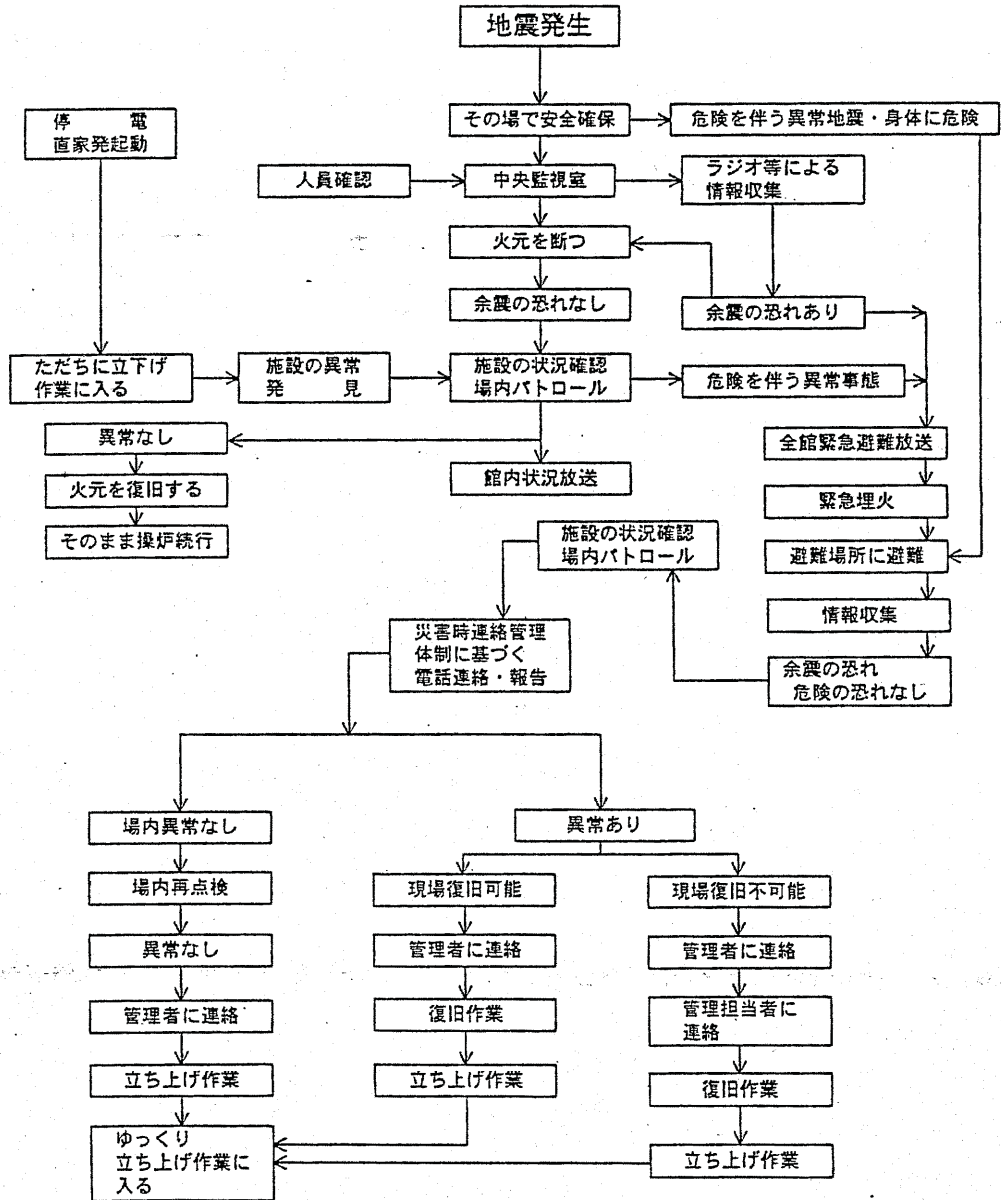 地震発生
その場で安全確保
危険を伴う異常地震・身体に危険
停　　電
直家発起動
人員確認
中央監視室
ラジオ等による
情報収集
火元を断つ
余震の恐れなし
余震の恐れあり
ただちに立下げ
作業に入る
施設の異常
発　　見
施設の状況確認
場内パトロール
危険を伴う異常事態
異常なし
館内状況放送
全館緊急避難放送
火元を復旧する
緊急埋火
そのまま操炉続行
施設の状況確認
場内パトロール
避難場所に避難
情報収集
災害時連絡管理
体制に基づく
電話連絡・報告
余震の恐れ
危険の恐れなし
場内異常なし
異常あり
場内再点検
現場復旧可能
現場復旧不可能
異常なし
管理者に連絡
管理者に連絡
管理者に連絡
復旧作業
管理担当者に
連絡
立ち上げ作業
立ち上げ作業
復旧作業
ゆっくり
立ち上げ作業に
入る
立ち上げ作業